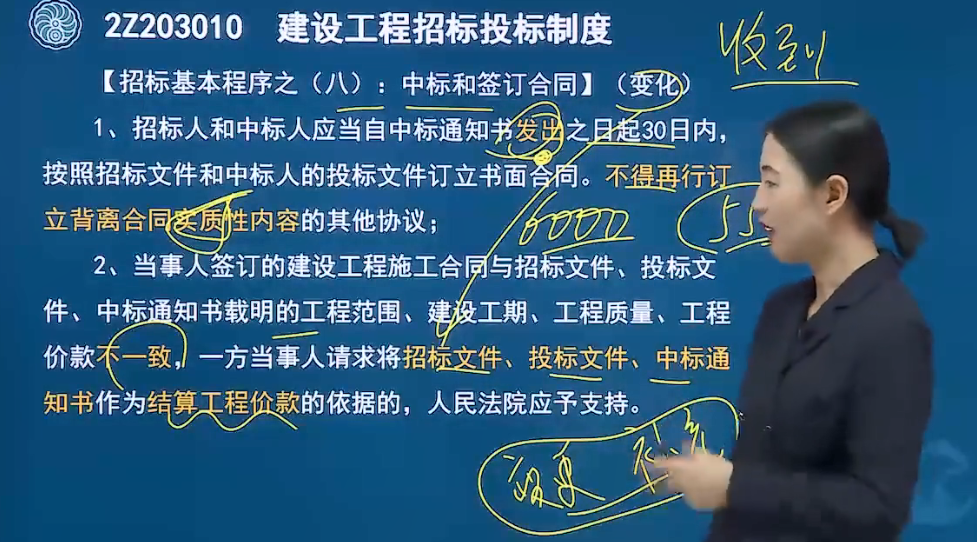 2Z203010 建设工程招标投标制度
收到
【招标基本程序之（八）：中标和签订合同】（变化）
1、招标人和中标人应当自中标通知书发出之日起30日内，
按照招标文件和中标人的投标文件订立书面合同。不得再行订
立背离合同实质性内容的其他协议；
6000
55
2、当事人签订的建设工程施工合同与招标文件、投标文
件、中标通知书载明的工程范围、建设工期、工程质量、工程
价款不一致，一方当事人请求将招标文件、投标文件、中标通
知书作为结算工程价款的依据的，人民法院应予支持。